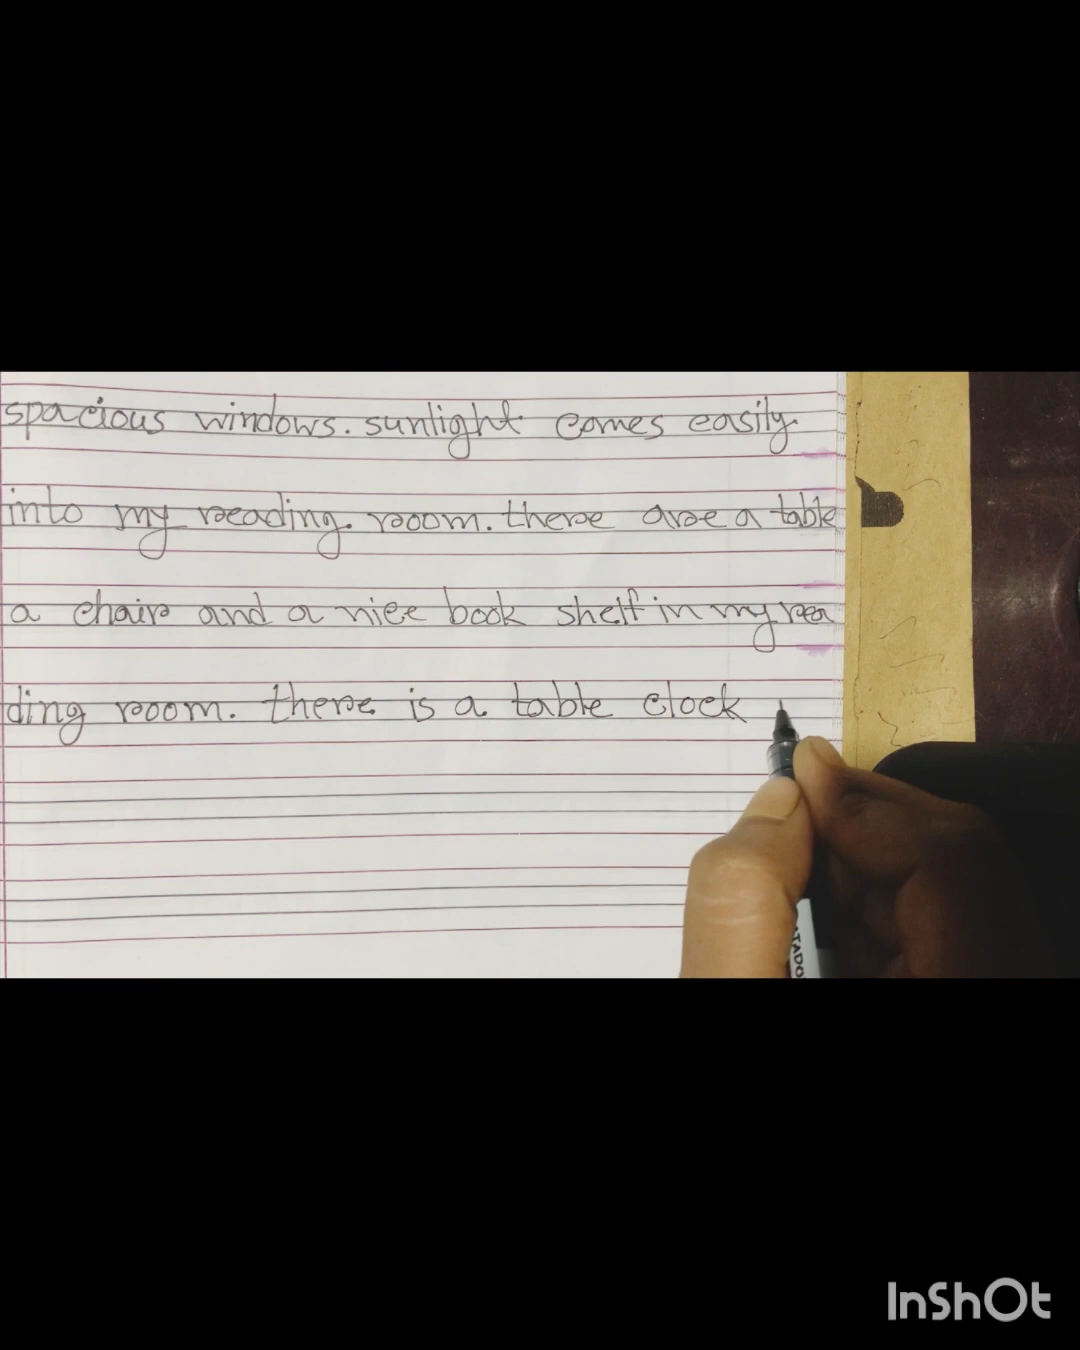 spacious windows. sunlight comes easily
into my reading. room. there are a table
a chair and a nice book shelf in my rea
ding room. there is a table clock
InShOt